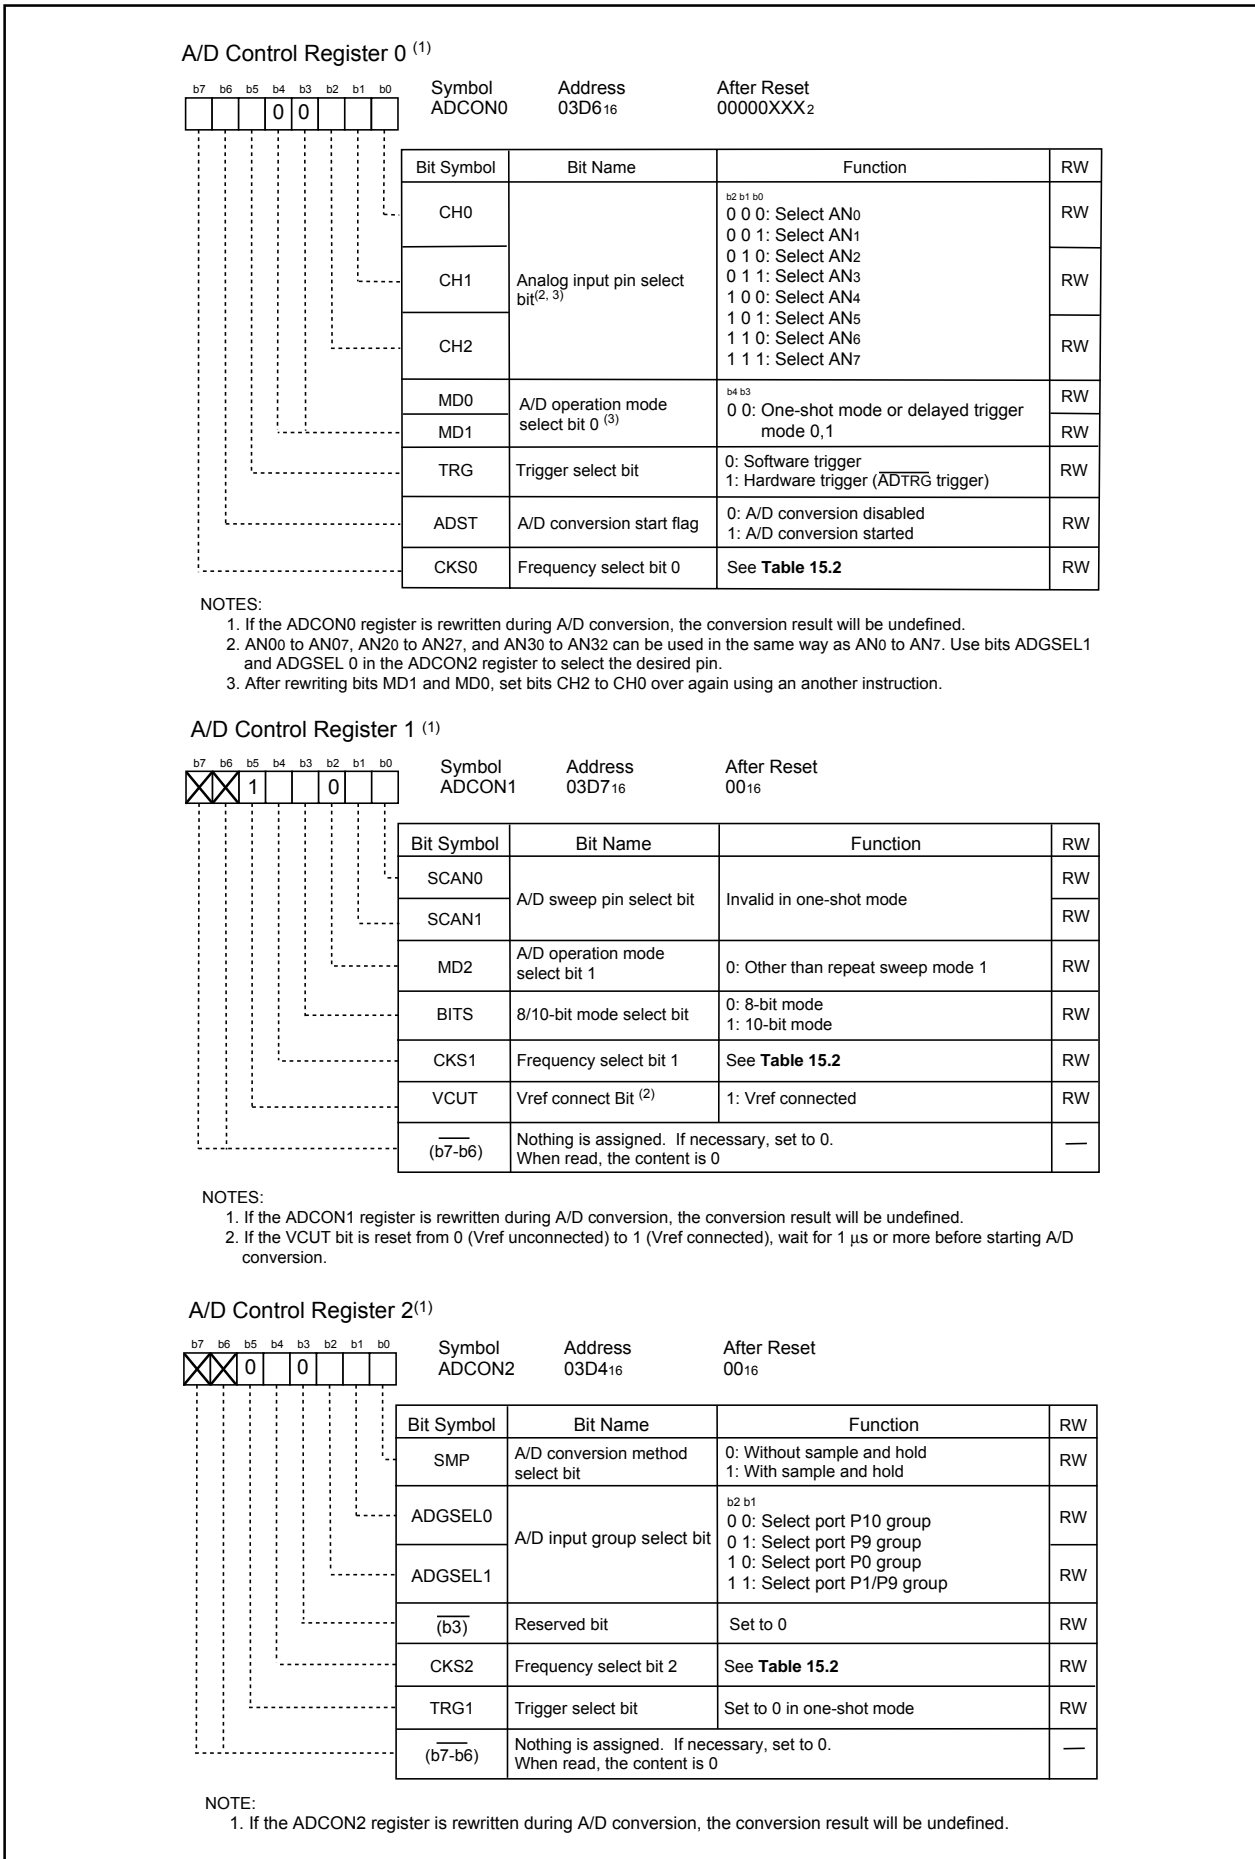 A/D Control Register 0 (1)
b7 b6 b5 b4 b3 b2 b1 b0
0 0
Symbol Address After Reset
ADCON0 03D616 00000XXX2
Bit Symbol Bit Name Function RW
CH0
CH1
CH2
Analog input pin select
bit(2, 3)
b2 b1 b0
0 0 0: Select AN0
0 0 1: Select AN1
0 1 0: Select AN2
0 1 1: Select AN3
1 0 0: Select AN4
1 0 1: Select AN5
1 1 0: Select AN6
1 1 1: Select AN7
RW
RW
RW
MD0
MD1
A/D operation mode
select bit 0 (3)
b4 b3
0 0: One-shot mode or delayed trigger
mode 0,1
RW
RW
TRG Trigger select bit
0: Software trigger
1: Hardware trigger (ADTRG trigger)
RW
ADST A/D conversion start flag
0: A/D conversion disabled
1: A/D conversion started
RW
CKS0 Frequency select bit 0 See Table 15.2 RW
NOTES:
1. If the ADCON0 register is rewritten during A/D conversion, the conversion result will be undefined.
2. AN00 to AN07, AN20 to AN27, and AN30 to AN32 can be used in the same way as AN0 to AN7. Use bits ADGSEL1
and ADGSEL 0 in the ADCON2 register to select the desired pin.
3. After rewriting bits MD1 and MD0, set bits CH2 to CH0 over again using an another instruction.
A/D Control Register 1 (1)
b7 b6 b5 b4 b3 b2 b1 b0
1 0
Symbol Address After Reset
ADCON1 03D716 0016
Bit Symbol Bit Name Function RW
SCAN0
SCAN1
A/D sweep pin select bit
Invalid in one-shot mode
RW
RW
MD2
A/D operation mode
select bit 1
0: Other than repeat sweep mode 1
RW
BITS 8/10-bit mode select bit
0: 8-bit mode
1: 10-bit mode
RW
CKS1 Frequency select bit 1 See Table 15.2 RW
VCUT Vref connect Bit (2) 1: Vref connected RW
(b7-b6)
Nothing is assigned. If necessary, set to 0.
When read, the content is 0
—
NOTES:
1. If the ADCON1 register is rewritten during A/D conversion, the conversion result will be undefined.
2. If the VCUT bit is reset from 0 (Vref unconnected) to 1 (Vref connected), wait for 1 µs or more before starting A/D
conversion.
A/D Control Register 2(1)
b7 b6 b5 b4 b3 b2 b1 b0
0 0
Symbol Address After Reset
ADCON2 03D416 0016
Bit Symbol Bit Name Function RW
SMP
A/D conversion method
select bit
0: Without sample and hold
1: With sample and hold
RW
ADGSEL0
ADGSEL1
A/D input group select bit
b2 b1
0 0: Select port P10 group
0 1: Select port P9 group
1 0: Select port P0 group
1 1: Select port P1/P9 group
RW
RW
(b3) Reserved bit Set to 0 RW
CKS2 Frequency select bit 2 See Table 15.2 RW
TRG1 Trigger select bit Set to 0 in one-shot mode RW
(b7-b6)
Nothing is assigned. If necessary, set to 0.
When read, the content is 0
—
NOTE:
1. If the ADCON2 register is rewritten during A/D conversion, the conversion result will be undefined.